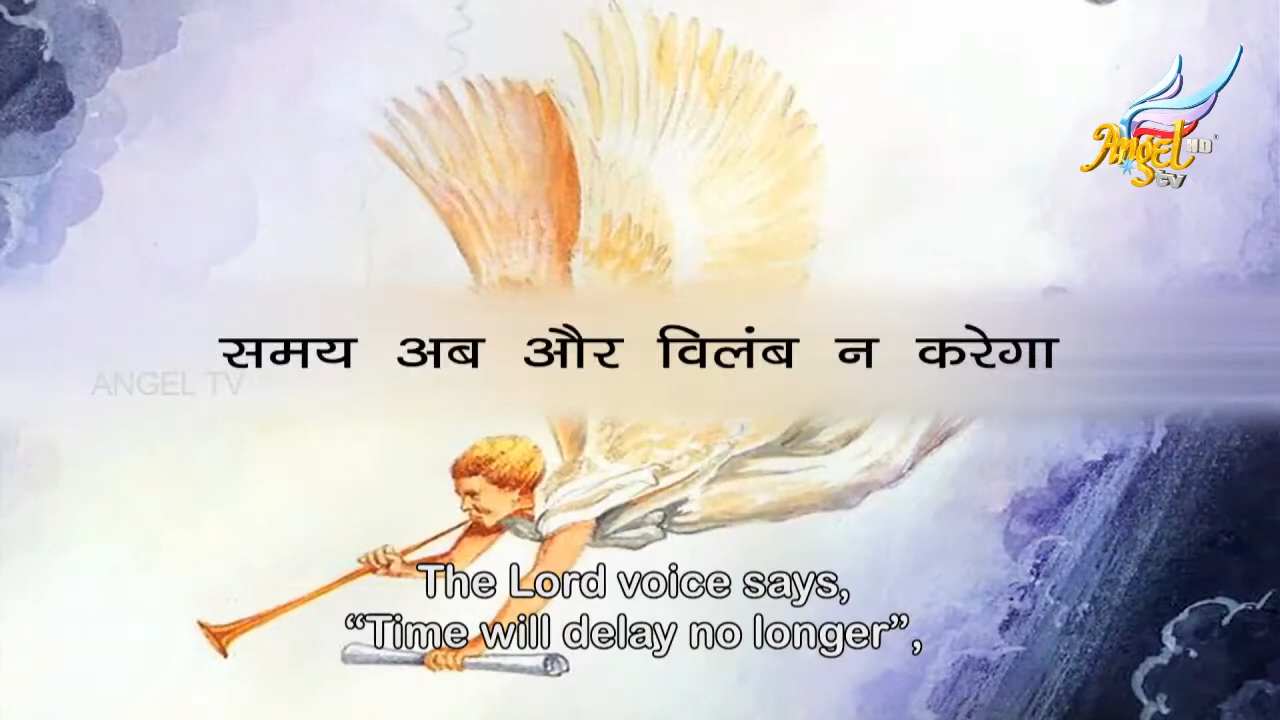 Angel HD
tv
समय अब और विलंब न करेगा
ANGEL TV
The Lord voice says,
“Time will delay no longer”,